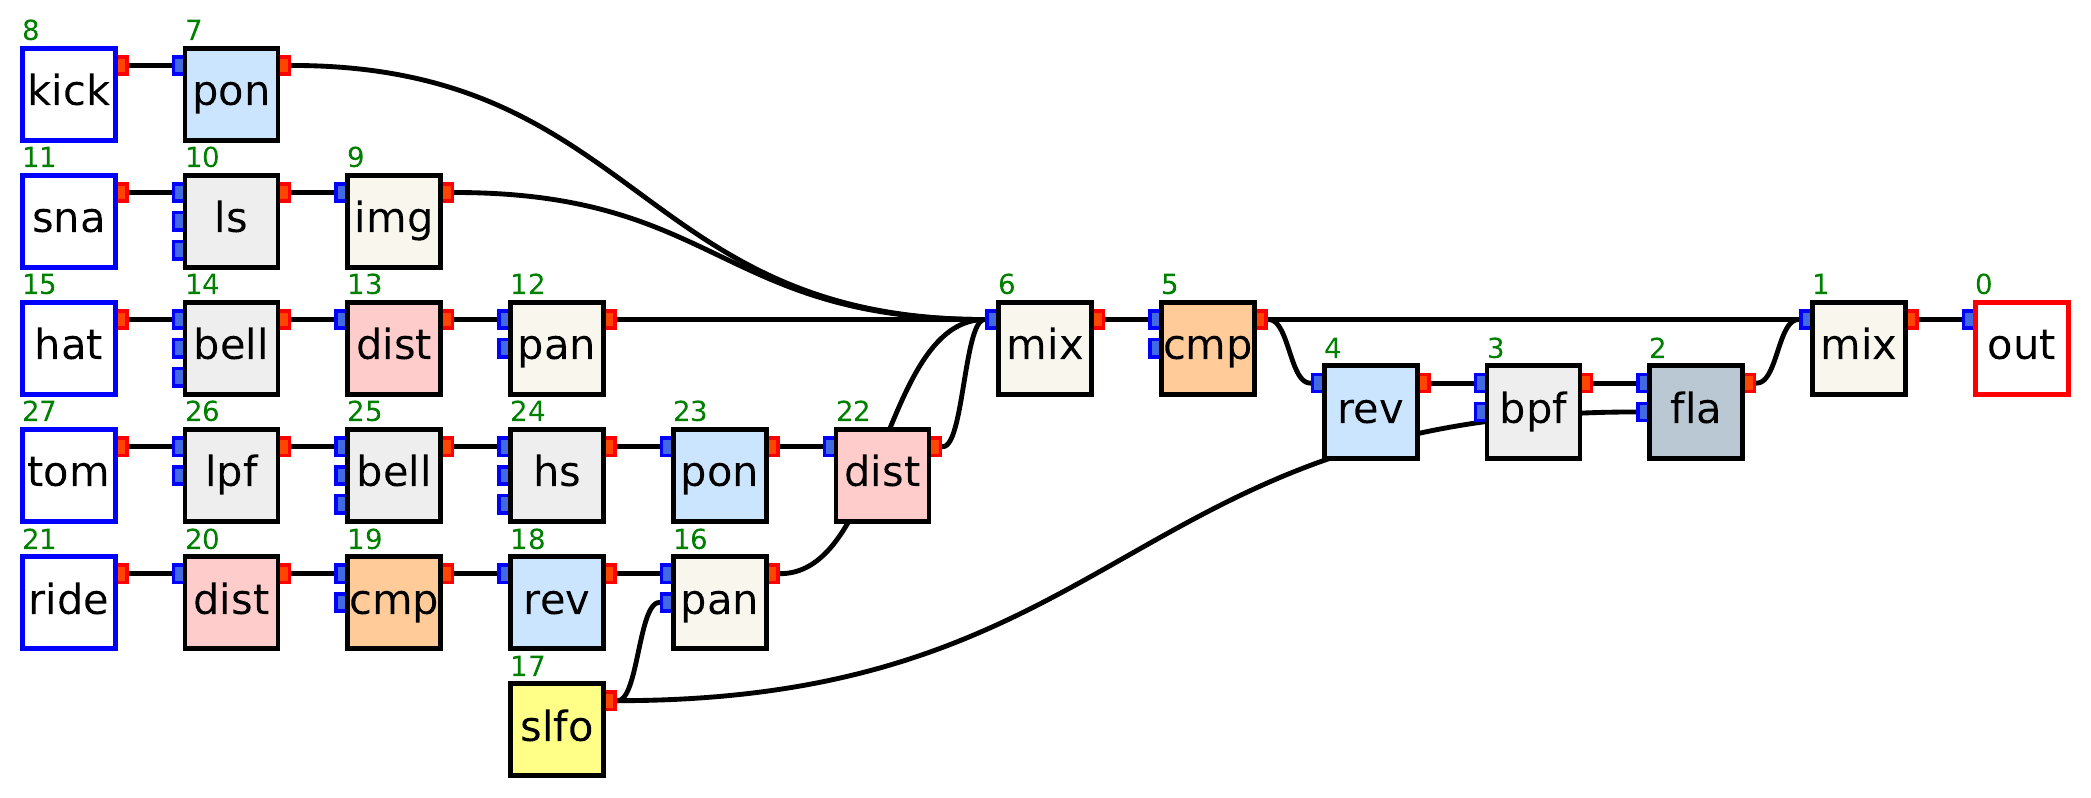 8 7
kick pon
11 10 9
sna ls img
15 14 13 12 6 5 1 0
hat bell dist pan mix cmp mix out
4 3 2
rev bpf fla
27 26 25 24 23 22
tom lpf bell hs pon dist
21 20 19 18 16
ride dist cmp rev pan
17
slfo